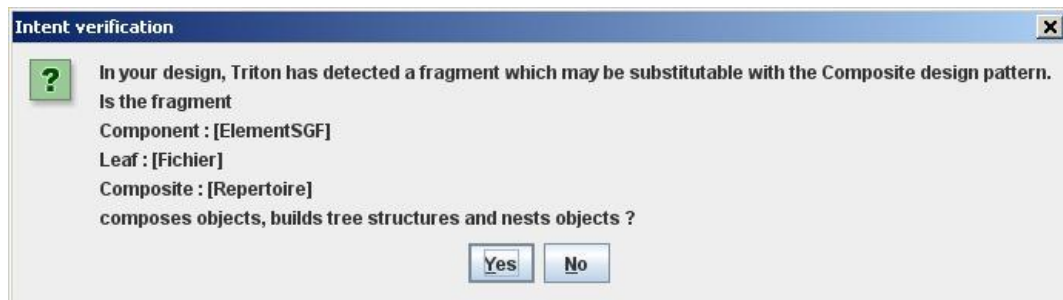 Intent verification
In your design, Triton has detected a fragment which may be substitutable with the Composite design pattern.
Is the fragment
Component : [ElementSGF]
Leaf : [Fichier]
Composite : [Repertoire]
composes objects, builds tree structures and nests objects ?
Yes No